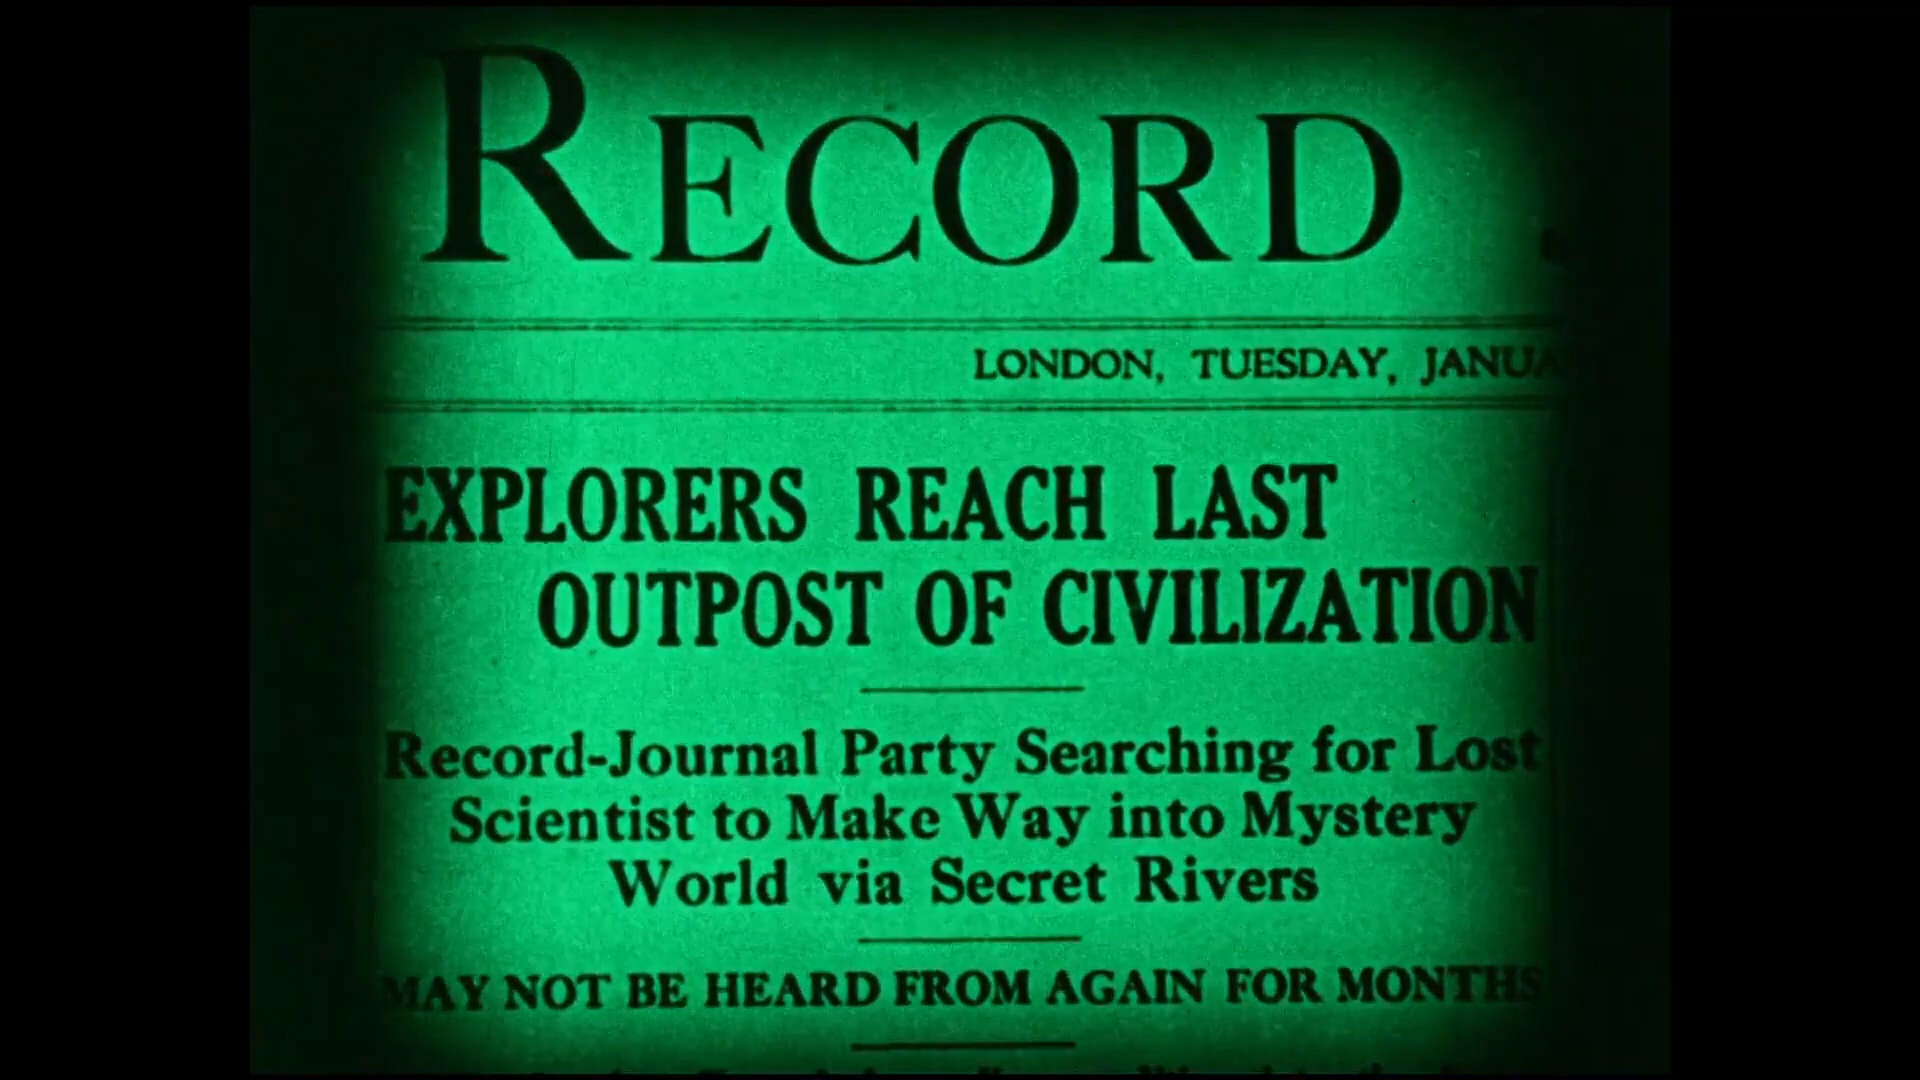 RECORD
LONDON, TUESDAY, JANUA
EXPLORERS REACH LAST
OUTPOST OF CIVILIZATION
Record-Journal Party Searching for Lost
Scientist to Make Way into Mystery
World via Secret Rivers
MAY NOT BE HEARD FROM AGAIN FOR MONTHS